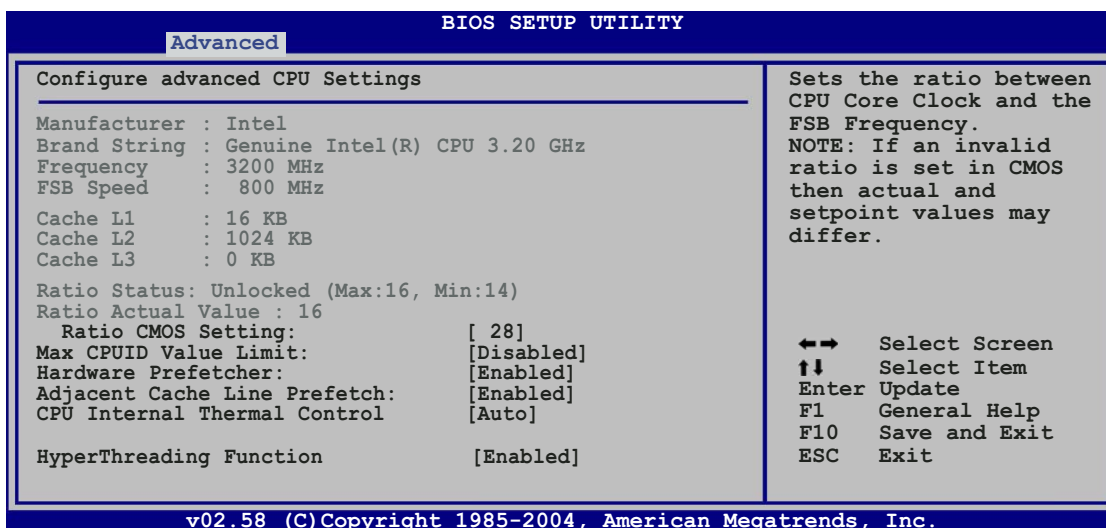 BIOS SETUP UTILITY
Advanced
Configure advanced CPU Settings
Manufacturer : Intel
Brand String : Genuine Intel(R) CPU 3.20 GHz
Frequency : 3200 MHz
FSB Speed : 800 MHz
Cache L1 : 16 KB
Cache L2 : 1024 KB
Cache L3 : 0 KB
Ratio Status: Unlocked (Max:16, Min:14)
Ratio Actual Value : 16
Ratio CMOS Setting: [ 28]
Max CPUID Value Limit: [Disabled]
Hardware Prefetcher: [Enabled]
Adjacent Cache Line Prefetch: [Enabled]
CPU Internal Thermal Control [Auto]
HyperThreading Function [Enabled]
Sets the ratio between
CPU Core Clock and the
FSB Frequency.
NOTE: If an invalid
ratio is set in CMOS
then actual and
setpoint values may
differ.
←→ Select Screen
↑↓ Select Item
Enter Update
F1 General Help
F10 Save and Exit
ESC Exit
v02.58 (C)Copyright 1985-2004, American Megatrends, Inc.